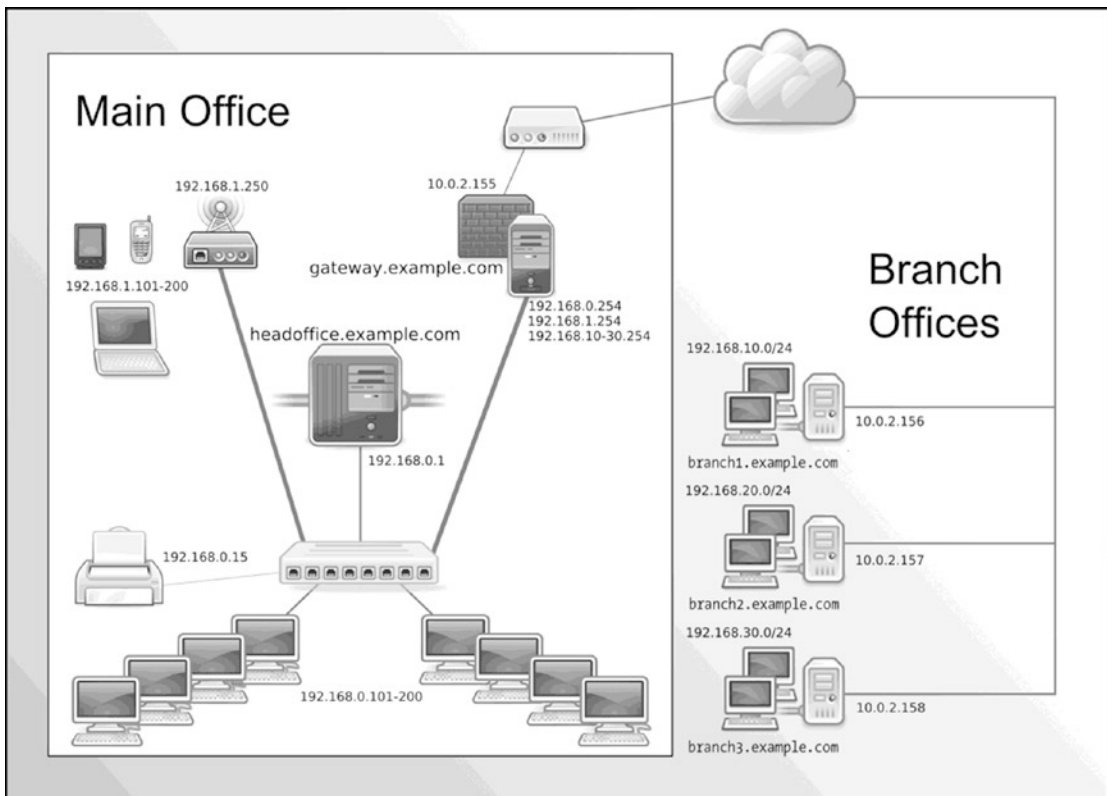 Main Office
192.168.1.250
10.0.2.155
gateway.example.com
192.168.1.101-200
192.168.0.254
192.168.1.254
192.168.10-30.254
headoffice.example.com
192.168.0.1
192.168.0.15
192.168.0.101-200
Branch
Offices
192.168.10.0/24
10.0.2.156
branch1.example.com
192.168.20.0/24
10.0.2.157
branch2.example.com
192.168.30.0/24
10.0.2.158
branch3.example.com